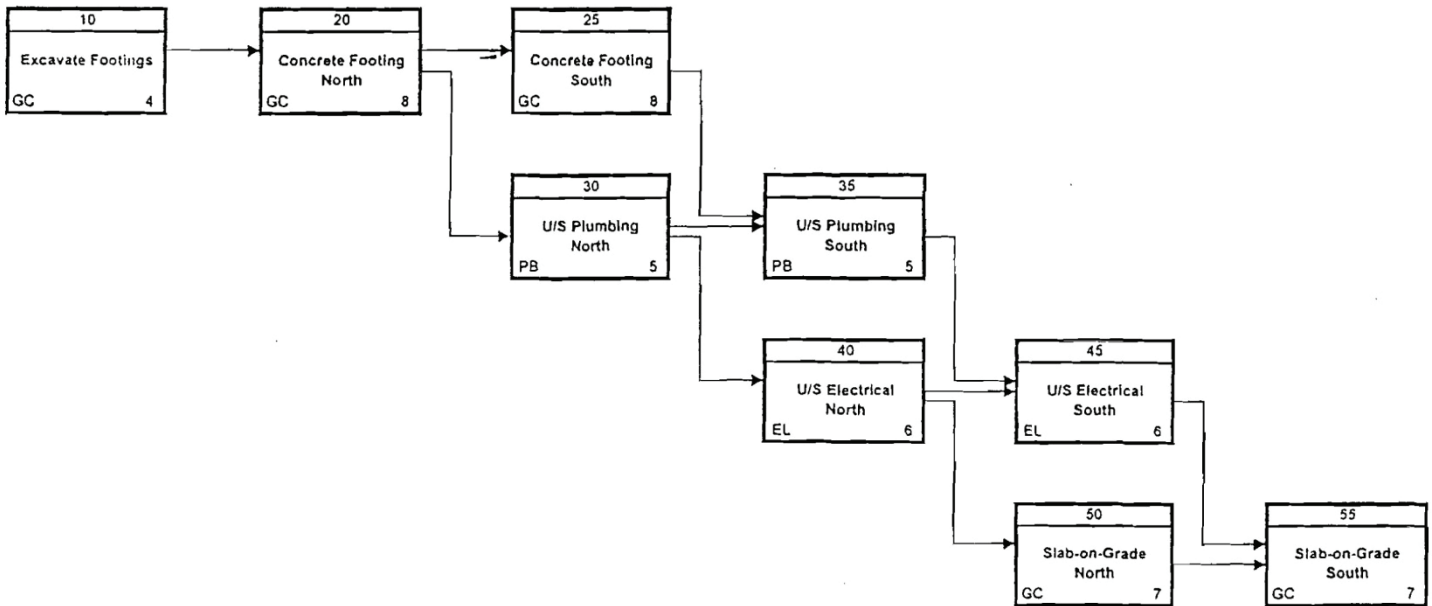 10
Excavate Footings
GC 4
20
Concrete Footing
North
GC 8
25
Concrete Footing
South
GC 8
30
U/S Plumbing
North
PB 5
35
U/S Plumbing
South
PB 5
40
U/S Electrical
North
EL 6
45
U/S Electrical
South
EL 6
50
Slab-on-Grade
North
GC 7
55
Slab-on-Grade
South
GC 7